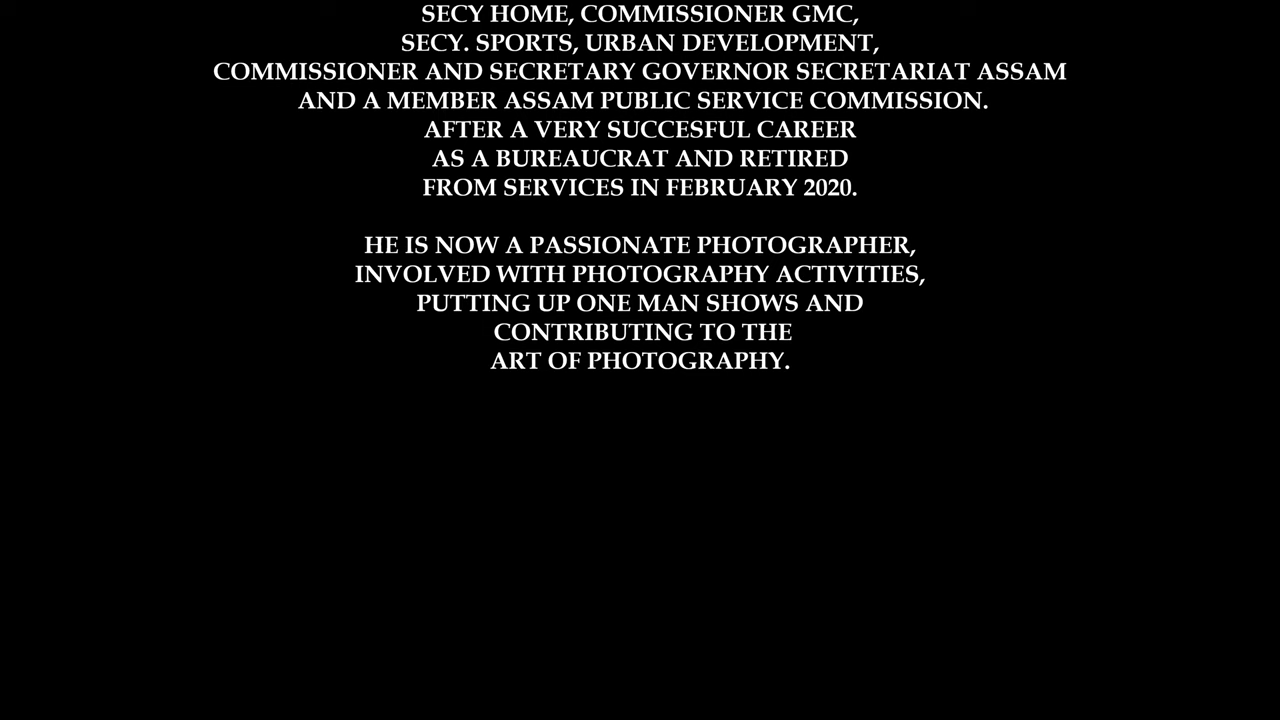 SECY HOME, COMMISSIONER GMC,
SECY. SPORTS, URBAN DEVELOPMENT,
COMMISSIONER AND SECRETARY GOVERNOR SECRETARIAT ASSAM
AND A MEMBER ASSAM PUBLIC SERVICE COMMISSION.
AFTER A VERY SUCCESFUL CAREER
AS A BUREAUCRAT AND RETIRED
FROM SERVICES IN FEBRUARY 2020.
HE IS NOW A PASSIONATE PHOTOGRAPHER,
INVOLVED WITH PHOTOGRAPHY ACTIVITIES,
PUTTING UP ONE MAN SHOWS AND
CONTRIBUTING TO THE
ART OF PHOTOGRAPHY.